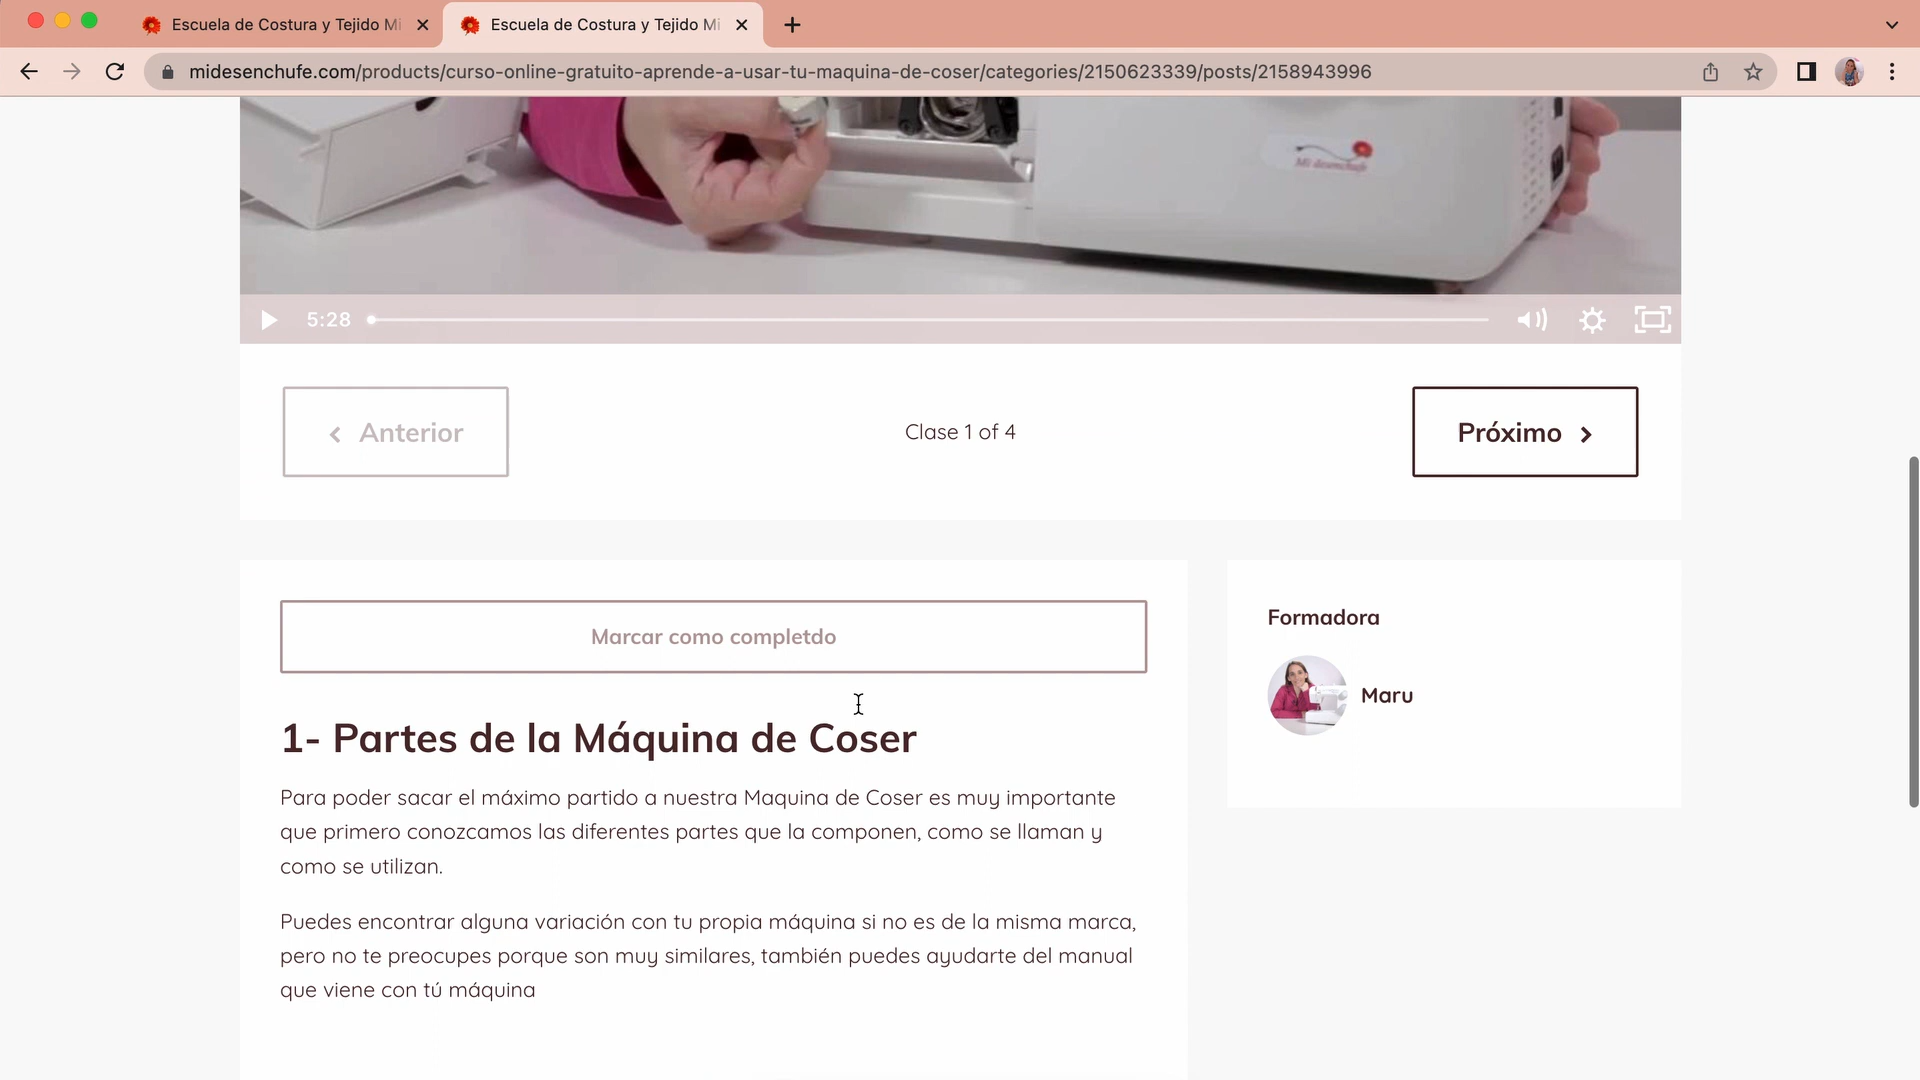 Escuela de Costura y Tejido Mi
Escuela de Costura y Tejido Mi
midesenchufe.com/products/curso-online-gratuito-aprende-a-usar-tu-maquina-de-coser/categories/2150623339/posts/2158943996
Mi desenchufe
5:28
Anterior
Clase 1 of 4
Próximo
Marcar como completdo
Formadora
Maru
1- Partes de la Máquina de Coser
Para poder sacar el máximo partido a nuestra Maquina de Coser es muy importante
que primero conozcamos las diferentes partes que la componen, como se llaman y
como se utilizan.
Puedes encontrar alguna variación con tu propia máquina si no es de la misma marca,
pero no te preocupes porque son muy similares, también puedes ayudarte del manual
que viene con tú máquina